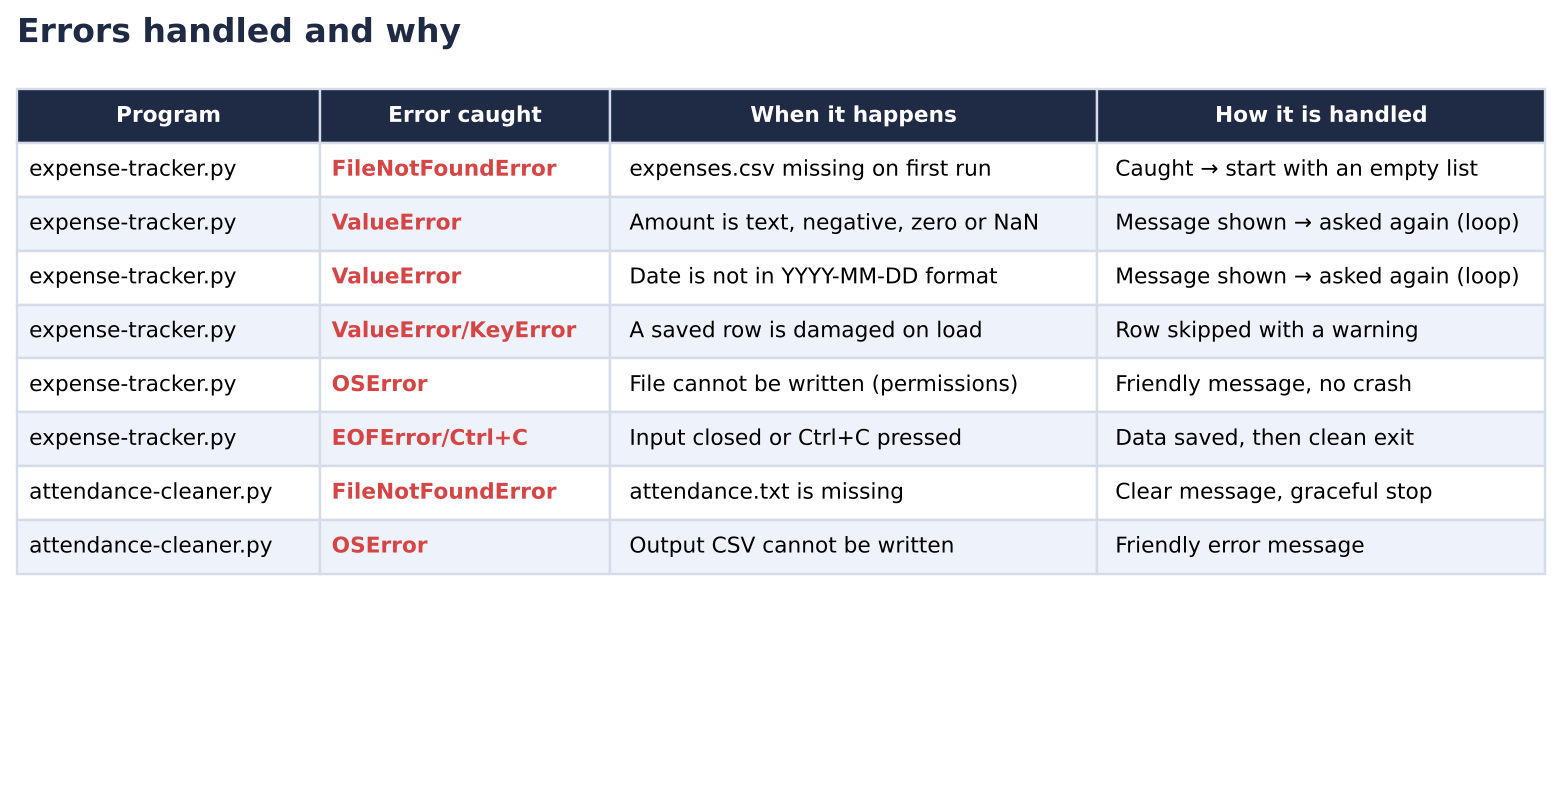 Errors handled and why
Program Error caught When it happens How it is handled
expense-tracker.py FileNotFoundError expenses.csv missing on first run Caught → start with an empty list
expense-tracker.py ValueError Amount is text, negative, zero or NaN Message shown → asked again (loop)
expense-tracker.py ValueError Date is not in YYYY-MM-DD format Message shown → asked again (loop)
expense-tracker.py ValueError/KeyError A saved row is damaged on load Row skipped with a warning
expense-tracker.py OSError File cannot be written (permissions) Friendly message, no crash
expense-tracker.py EOFError/Ctrl+C Input closed or Ctrl+C pressed Data saved, then clean exit
attendance-cleaner.py FileNotFoundError attendance.txt is missing Clear message, graceful stop
attendance-cleaner.py OSError Output CSV cannot be written Friendly error message